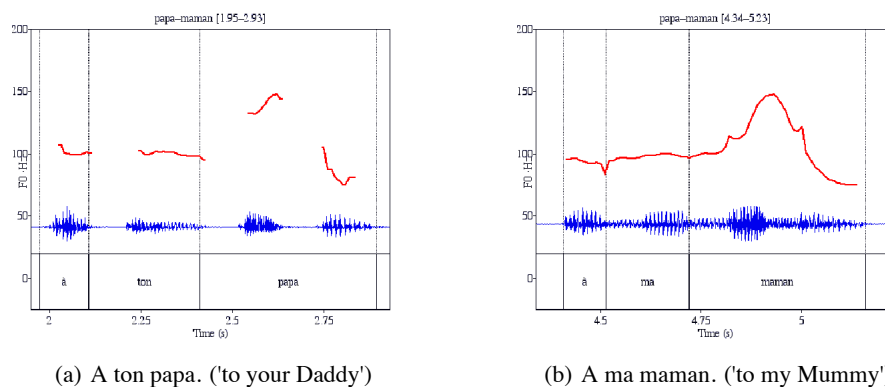 papa–maman [1.95–2.93]
200
150
100
50
0
F0 (Hz)
à
ton
papa
2
2.25
2.5
2.75
Time (s)
(a) A ton papa. ('to your Daddy')
papa–maman [4.34–5.23]
200
150
100
50
0
F0 (Hz)
à
ma
maman
4.5
4.75
5
Time (s)
(b) A ma maman. ('to my Mummy'